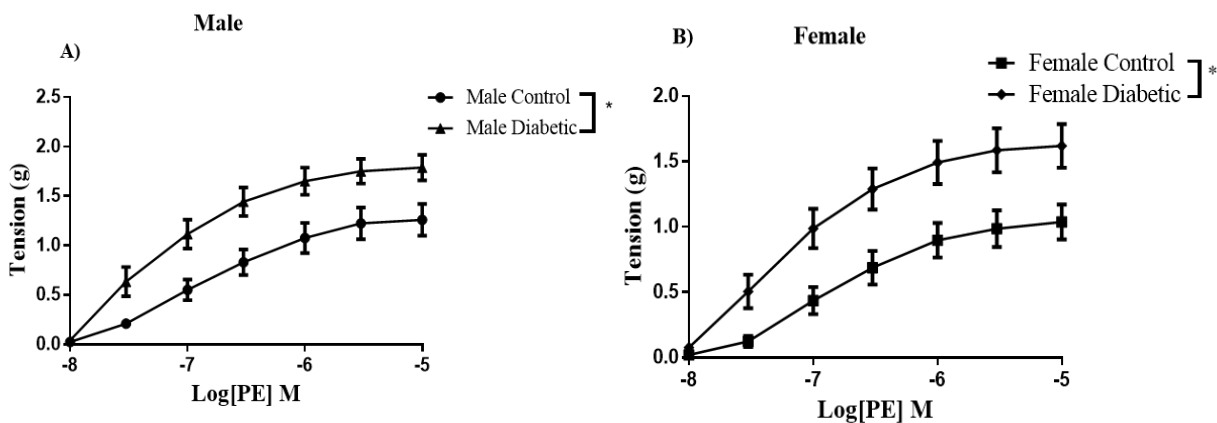 Male
A)
Male Control
Male Diabetic
*
2.5
2.0
1.5
1.0
0.5
0.0
Tension (g)
-8 -7 -6 -5
Log[PE] M
B) Female
Female Control
Female Diabetic
*
2.0
1.5
1.0
0.5
0.0
Tension (g)
-8 -7 -6 -5
Log[PE] M